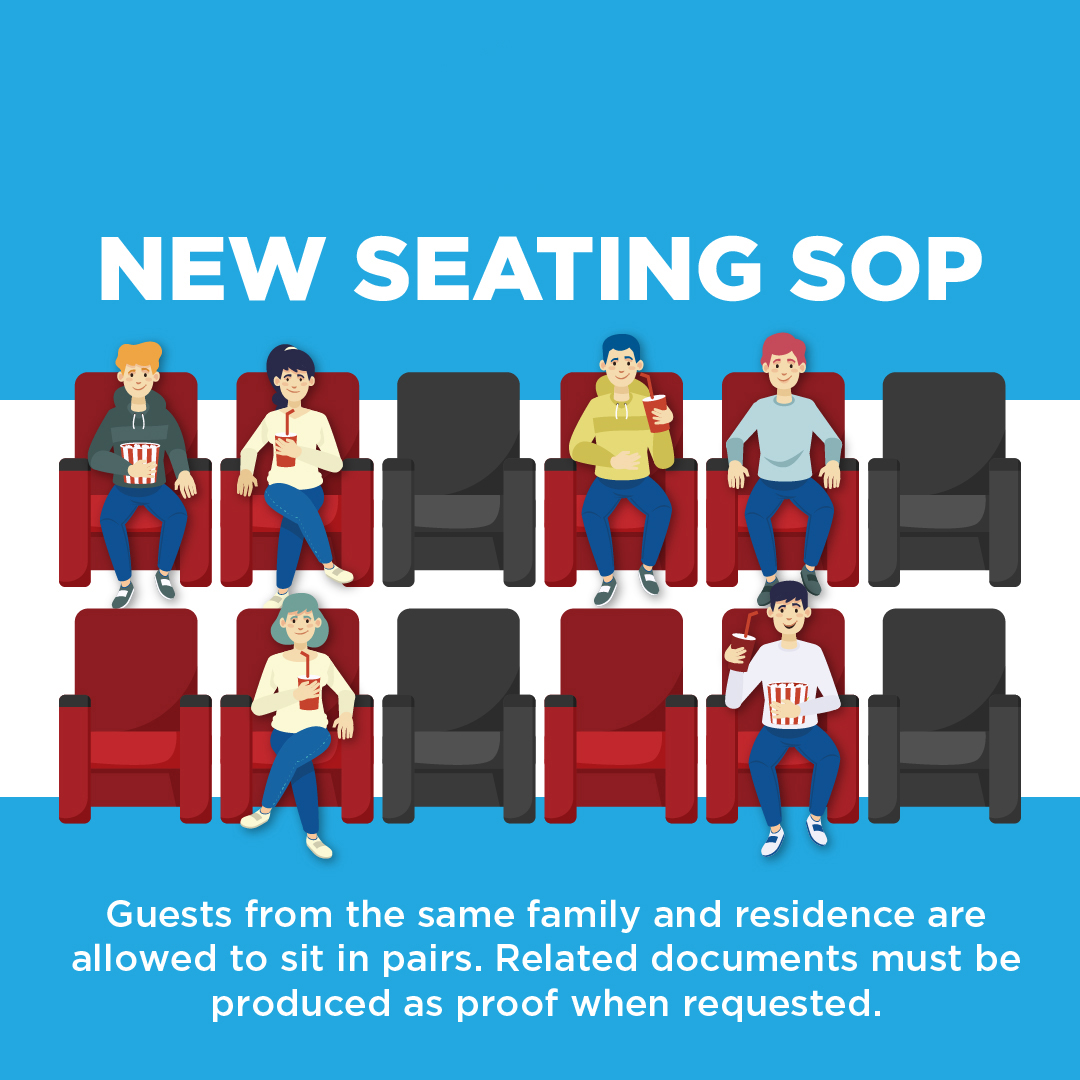 NEW SEATING SOP
Guests from the same family and residence are
allowed to sit in pairs. Related documents must be
produced as proof when requested.